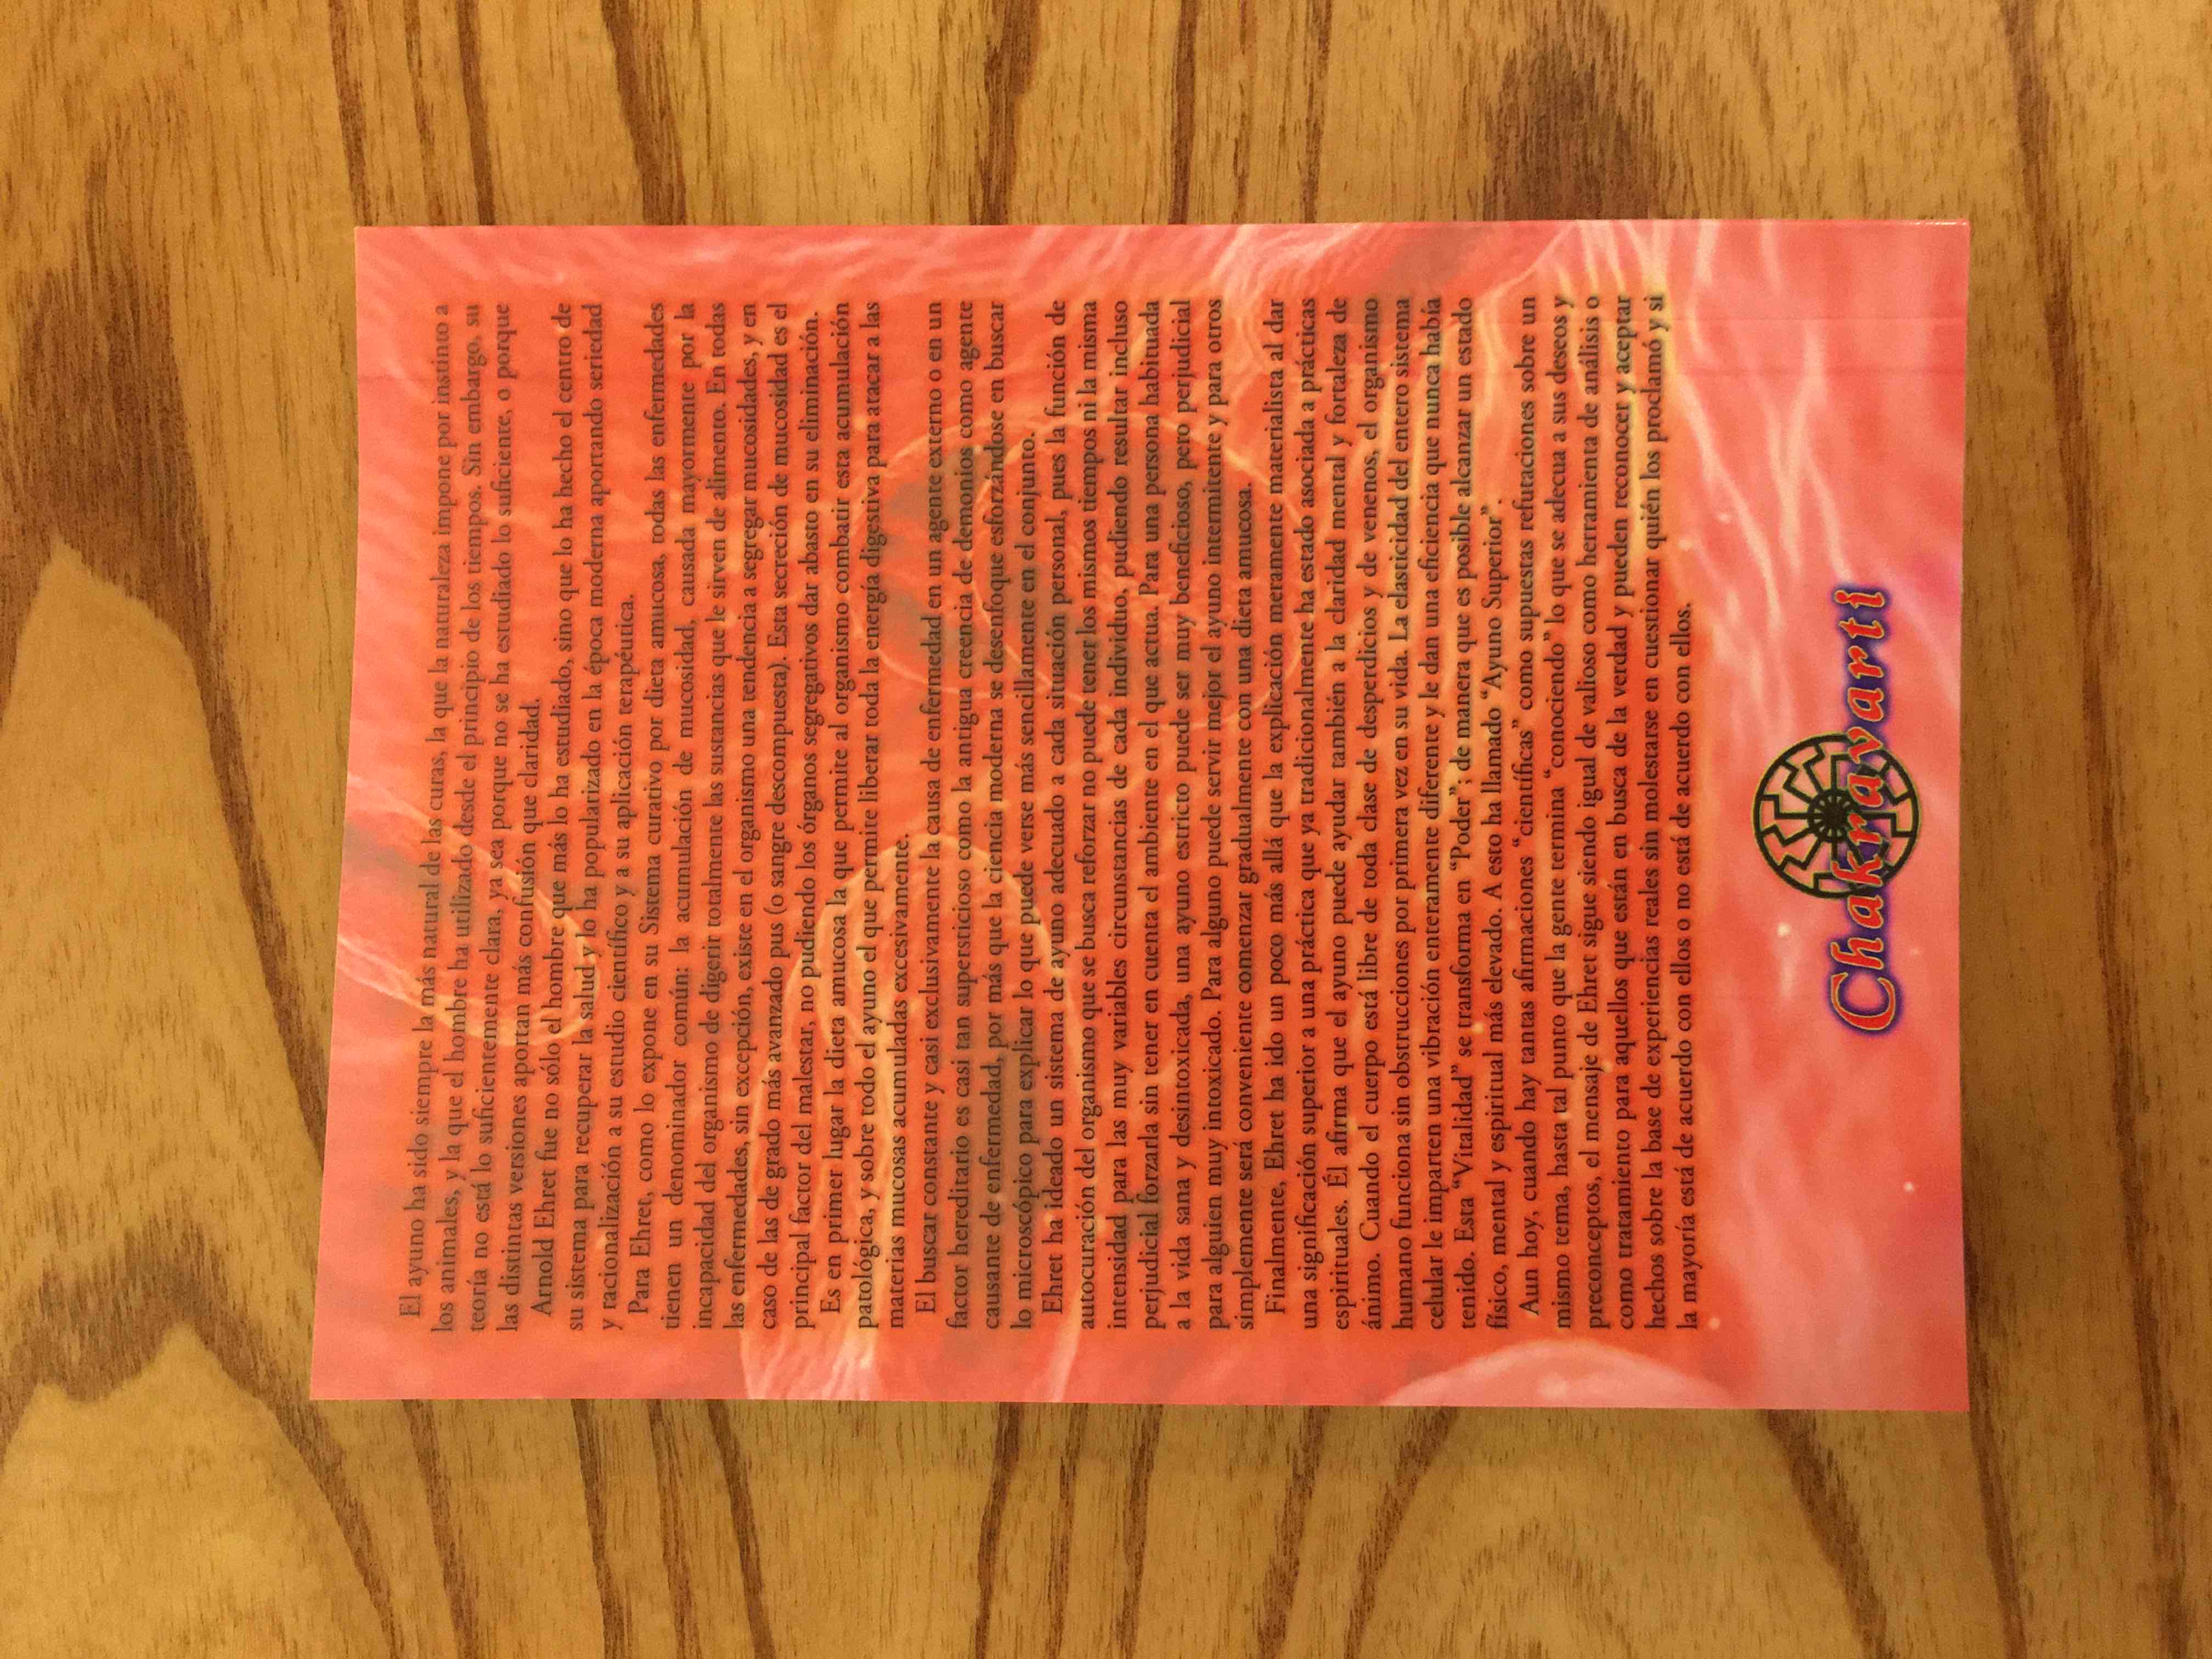 El ayuno ha sido siempre la más natural de las curas, la que la naturaleza impone por instinto a
los animales, y la que el hombre ha utilizado desde el principio de los tiempos. Sin embargo, su
teoría no está lo suficientemente clara, ya sea porque no se ha estudiado lo suficiente, o porque
las distintas versiones aportan más confusión que claridad.
Arnold Ehret fue no sólo el hombre que más lo ha estudiado, sino que lo ha hecho el centro de
su sistema para recuperar la salud y lo ha popularizado en la época moderna aportando seriedad
y racionalización a su estudio científico y a su aplicación terapéutica.
Para Ehret, como lo expone en su Sistema curativo por dieta amucosa, todas las enfermedades
tienen un denominador común: la acumulación de mucosidad, causada mayormente por la
incapacidad del organismo de digerir totalmente las sustancias que le sirven de alimento. En todas
las enfermedades, sin excepción, existe en el organismo una tendencia a segregar mucosidades, y en
caso de las de grado más avanzado pus (o sangre descompuesta). Esta secreción de mucosidad es el
principal factor del malestar, no pudiendo los órganos segregativos dar abasto en su eliminación.
Es en primer lugar la dieta amucosa la que permite al organismo combatir esta acumulación
patológica, y sobre todo el ayuno el que permite liberar toda la energía digestiva para atacar a las
materias mucosas acumuladas excesivamente.
El buscar constante y casi exclusivamente la causa de enfermedad en un agente externo o en un
factor hereditario es casi tan supersticioso como la antigua creencia de demonios como agente
causante de enfermedad, por más que la ciencia moderna se desenfoque esforzándose en buscar
lo microscópico para explicar lo que puede verse más sencillamente en el conjunto.
Ehret ha ideado un sistema de ayuno adecuado a cada situación personal, pues la función de
autocuración del organismo que se busca reforzar no puede tener los mismos tiempos ni la misma
intensidad para las muy variables circunstancias de cada individuo, pudiendo resultar incluso
perjudicial forzarla sin tener en cuenta el ambiente en el que actua. Para una persona habituada
a la vida sana y desintoxicada, una ayuno estricto puede ser muy beneficioso, pero perjudicial
para alguien muy intoxicado. Para alguno puede servir mejor el ayuno intemitente y para otros
simplemente será conveniente comenzar gradualmente con una dieta amucosa.
Finalmente, Ehret ha ido un poco más allá que la explicación meramente materialista al dar
una significación superior a una práctica que ya tradicionalmente ha estado asociada a prácticas
espirituales. Él afirma que el ayuno puede ayudar también a la claridad mental y fortaleza de
ánimo. Cuando el cuerpo está libre de toda clase de desperdicios y de venenos, el organismo
humano funciona sin obstrucciones por primera vez en su vida. La elasticidad del entero sistema
celular le imparten una vibración enteramente diferente y le dan una eficiencia que nunca había
tenido. Esta "Vitalidad" se transforma en "Poder"; de manera que es posible alcanzar un estado
físico, mental y espiritual más elevado. A esto ha llamado "Ayuno Superior".
Aun hoy, cuando hay tantas afirmaciones "científicas" como supuestas refutaciones sobre un
mismo tema, hasta tal punto que la gente termina "conociendo" lo que se adecua a sus deseos y
preconceptos, el mensaje de Ehret sigue siendo igual de valioso como herramienta de análisis o
como tratamiento para aquellos que están en busca de la verdad y pueden reconocer y aceptar
hechos sobre la base de experiencias reales sin molestarse en cuestionar quién los proclamó y si
la mayoría está de acuerdo con ellos o no está de acuerdo con ellos.
Chakravarti